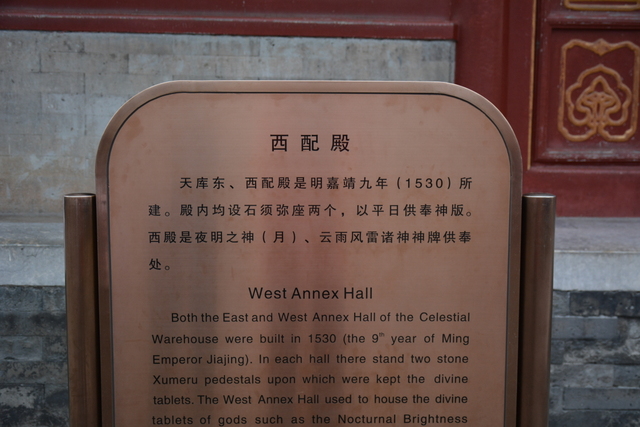 西配殿
天库东、西配殿是明嘉靖九年（1530）所
建。殿内均设石须弥座两个，以平日供奉神版。
西殿是夜明之神（月）、云雨风雷诸神神牌供奉
处。
West Annex Hall
Both the East and West Annex Hall of the Celestial
Warehouse were built in 1530 (the 9th year of Ming
Emperor Jiajing). In each hall there stand two stone
Xumeru pedestals upon which were kept the divine
tablets. The West Annex Hall used to house the divine
tablets of gods such as the Nocturnal Brightness